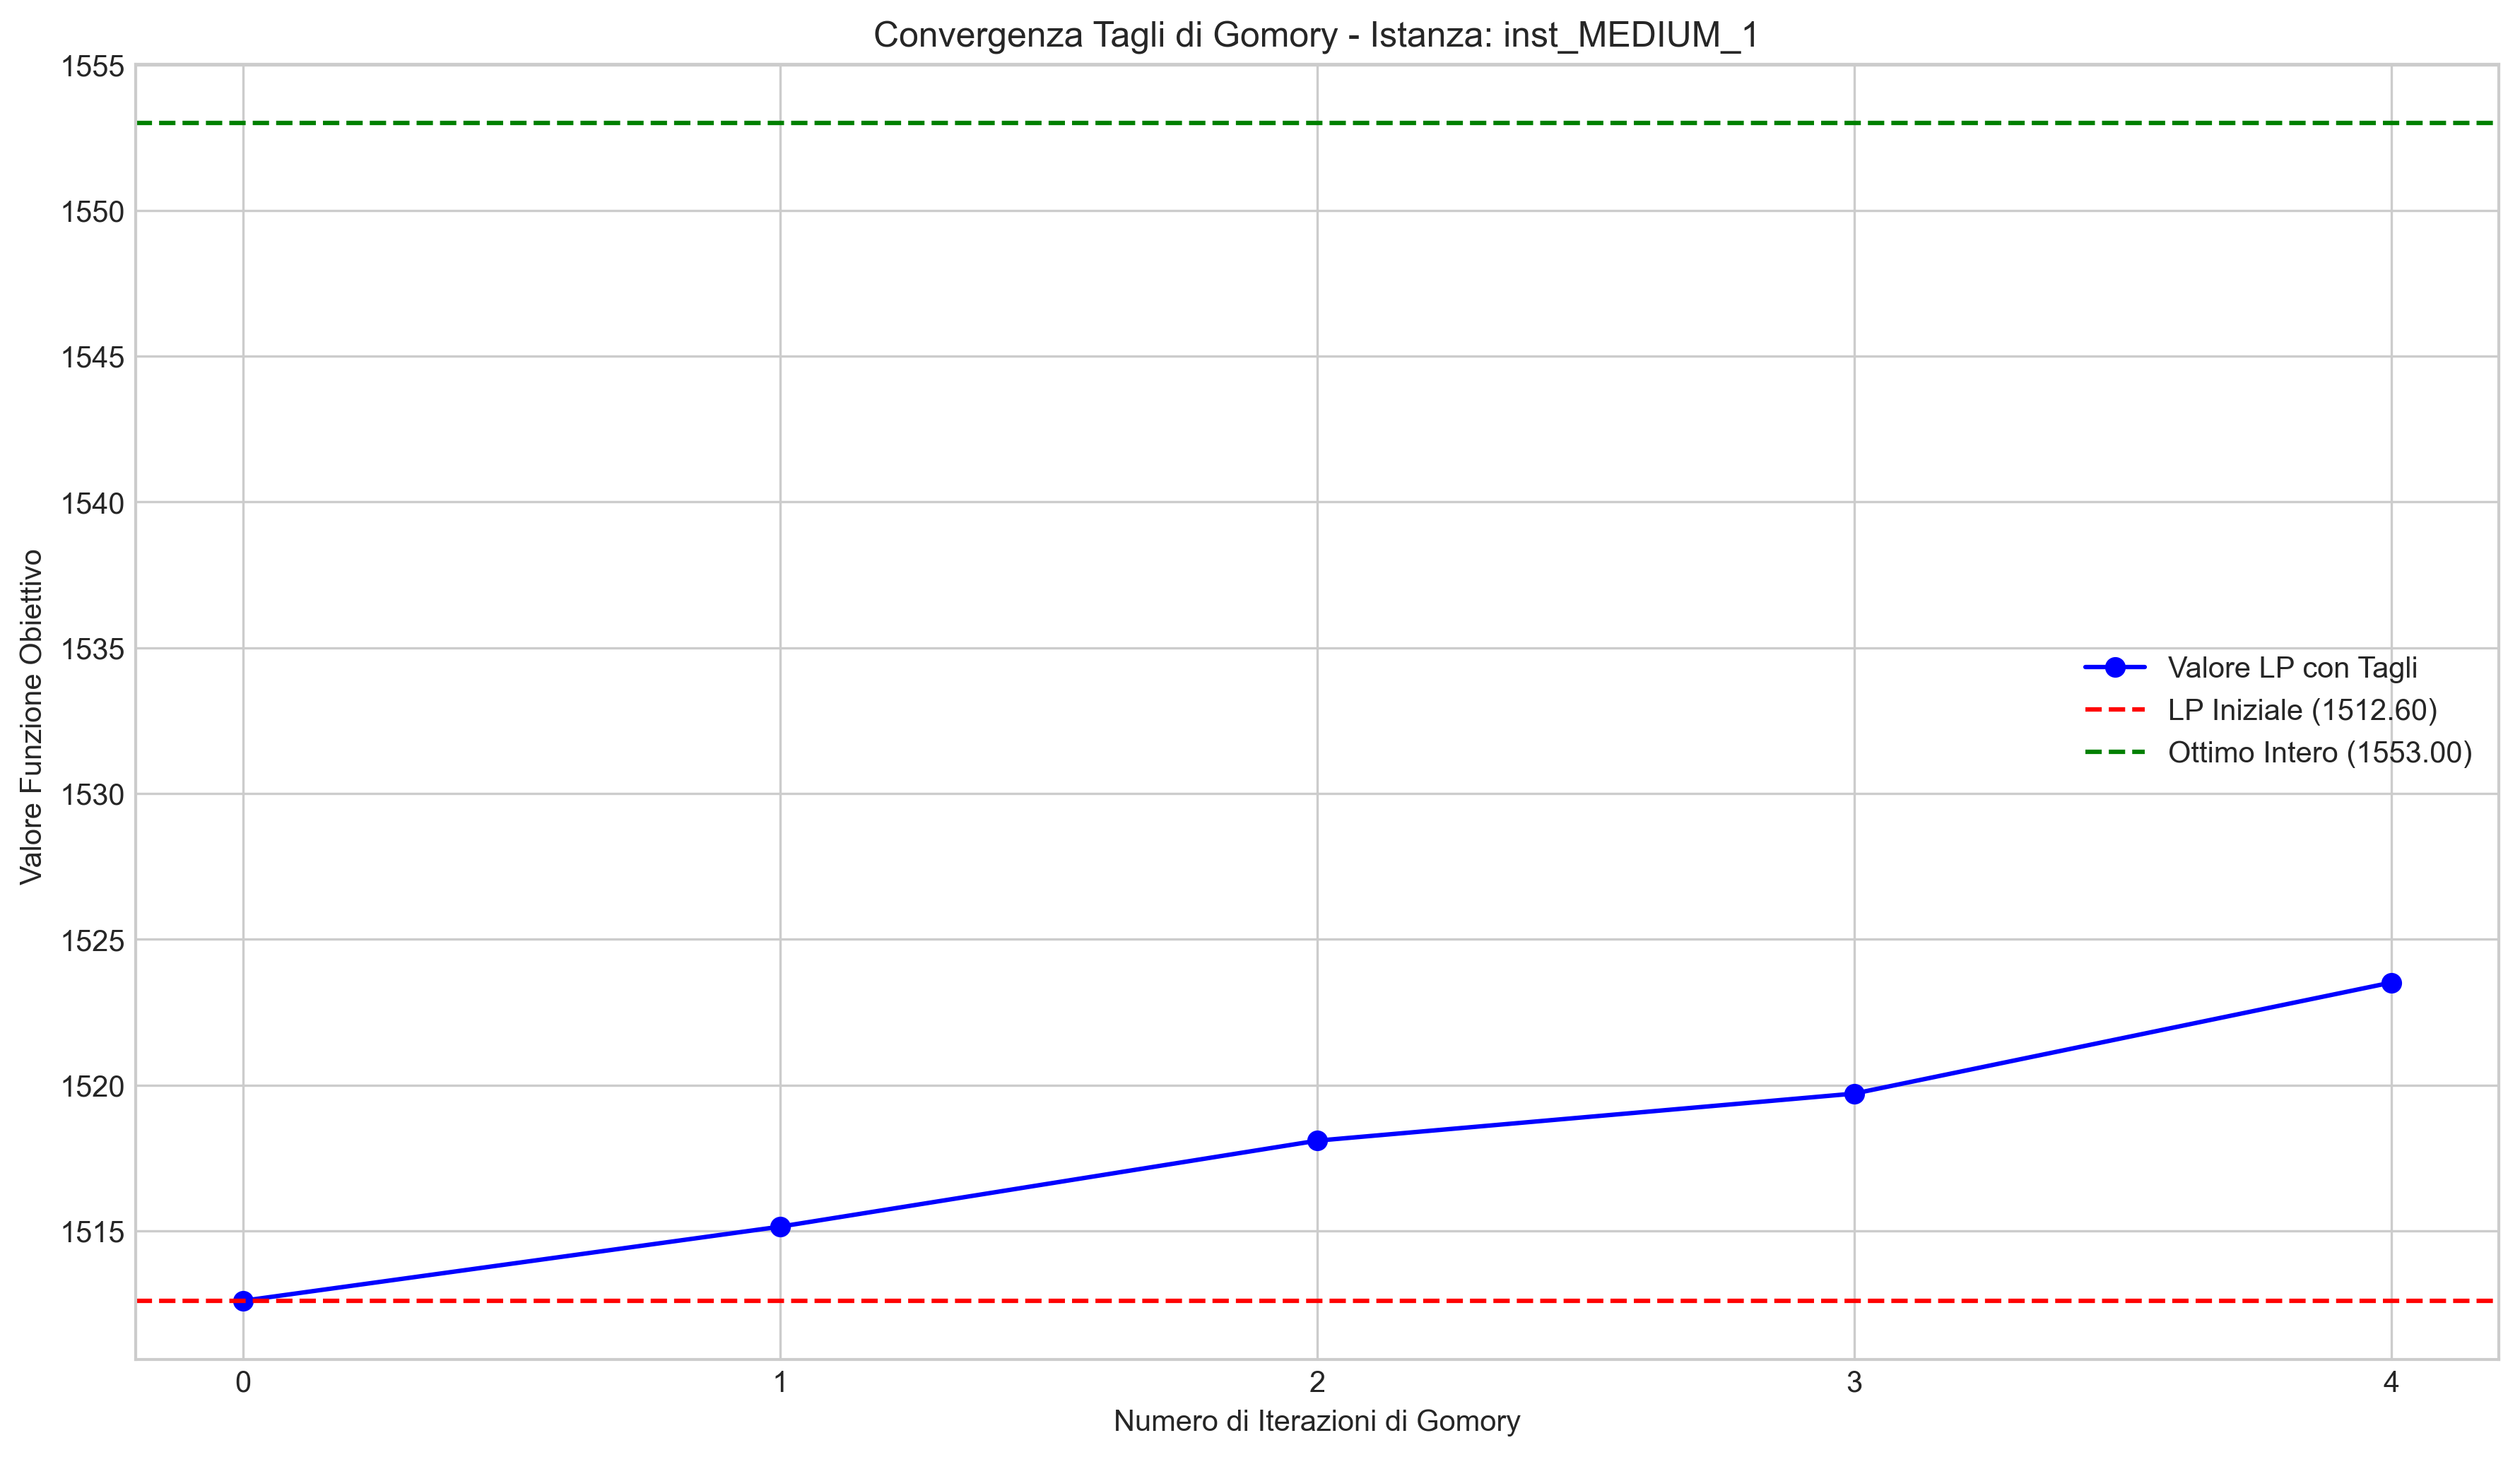 Convergenza Tagli di Gomory - Istanza: inst_MEDIUM_1
1555
1550
1545
1540
1535
1530
1525
1520
1515
Valore Funzione Obiettivo
Valore LP con Tagli
LP Iniziale (1512.60)
Ottimo Intero (1553.00)
0 1 2 3 4
Numero di Iterazioni di Gomory